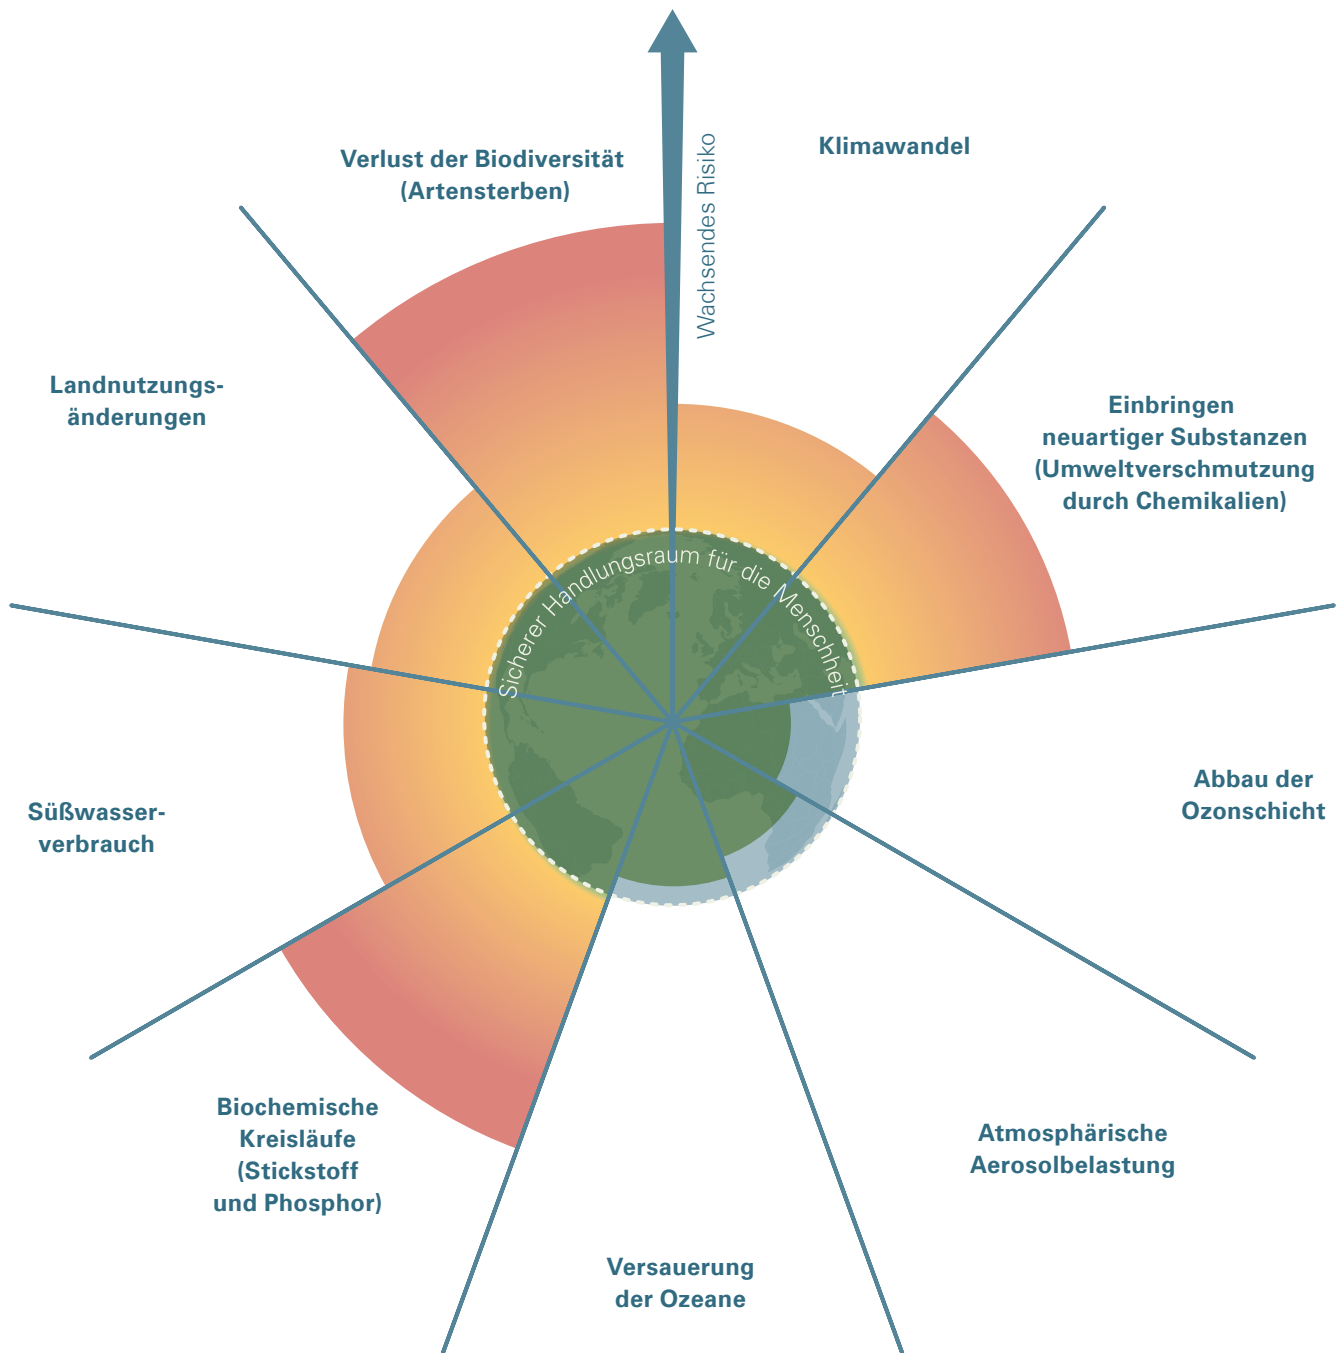 Wachsendes Risiko
Klimawandel
Verlust der Biodiversität
(Artensterben)
Landnutzungs-
änderungen
Einbringen
neuartiger Substanzen
(Umweltverschmutzung
durch Chemikalien)
Sicherer Handlungsraum für die Menschheit
Abbau der
Ozonschicht
Süßwasser-
verbrauch
Biochemische
Kreisläufe
(Stickstoff
und Phosphor)
Atmosphärische
Aerosolbelastung
Versauerung
der Ozeane